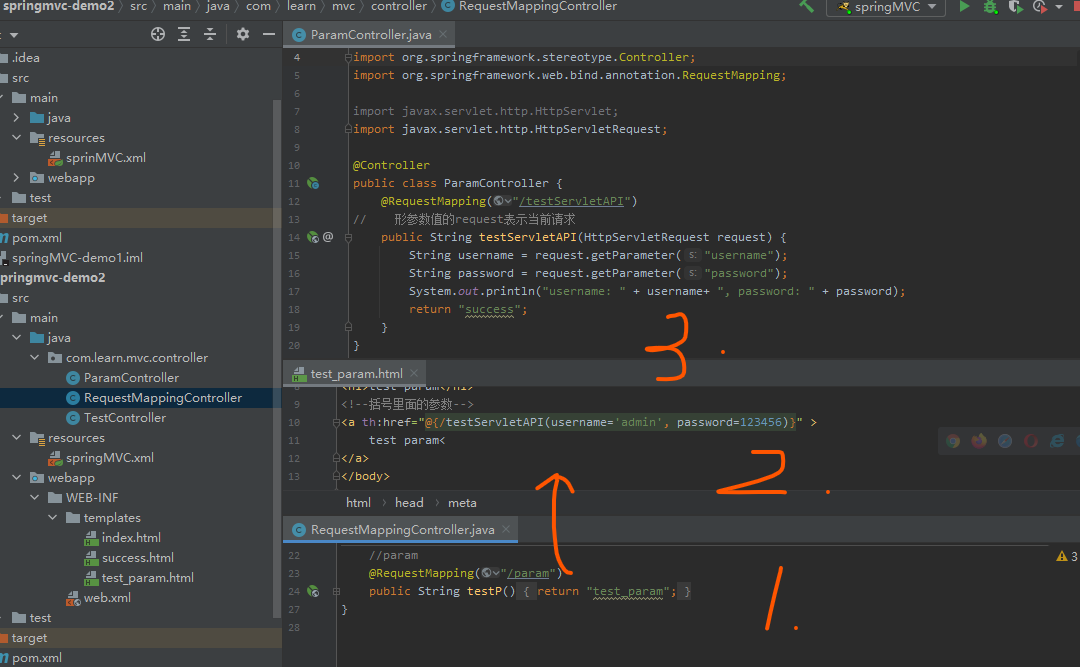 springmvc-demo2 src main java com learn mvc controller RequestMappingController springMVC
ParamController.java
.idea
src
main
java
resources
sprinMVC.xml
webapp
test
target
pom.xml
springMVC-demo1.iml
pringmvc-demo2
src
main
java
com.learn.mvc.controller
ParamController
RequestMappingController
TestController
resources
springMVC.xml
webapp
WEB-INF
templates
index.html
success.html
test_param.html
web.xml
test
target
pom.xml
4 import org.springframework.stereotype.Controller;
5 import org.springframework.web.bind.annotation.RequestMapping;
6
7 import javax.servlet.http.HttpServlet;
8 import javax.servlet.http.HttpServletRequest;
9
10 @Controller
11 public class ParamController {
12 @RequestMapping("/testServletAPI")
13 // 形参数值的request表示当前请求
14 @ public String testServletAPI(HttpServletRequest request) {
15 String username = request.getParameter( s: "username");
16 String password = request.getParameter( s: "password");
17 System.out.println("username: " + username+ ", password: " + password);
18 return "success";
19 }
20 }
3.
test_param.html
8 <h1>test param</h1>
9 <!--括号里面的参数-->
10 <a th:href="@{/testServletAPI(username='admin', password=123456)}" >
11 test param<
12 </a>
13 </body>
2.
html head meta
RequestMappingController.java
22 //param
23 @RequestMapping("/param")
24 public String testP() { return "test_param"; }
27 }
28
3
1.